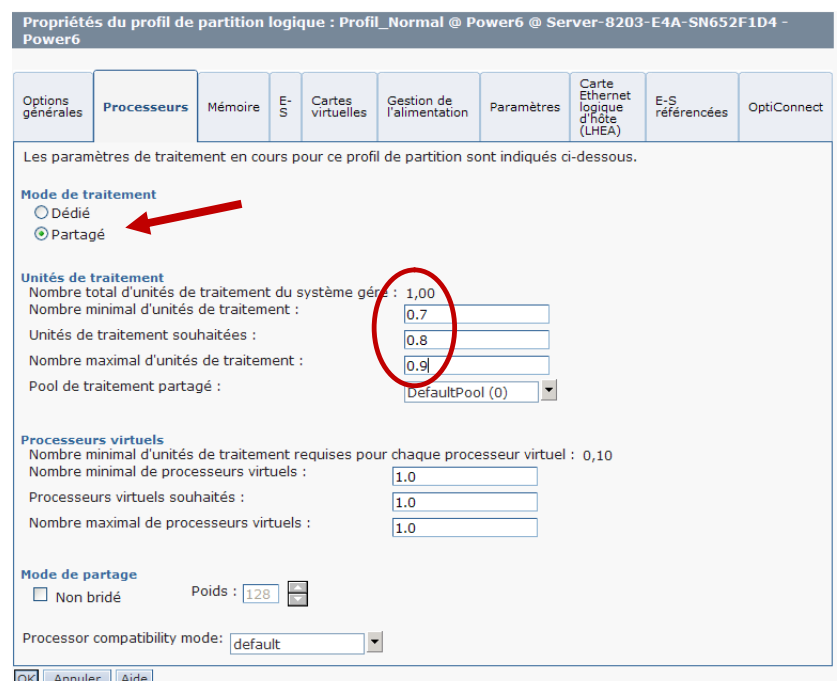 Propriétés du profil de partition logique : Profil_Normal @ Power6 @ Server-8203-E4A-SN652F1D4 -
Power6
Options générales
Processeurs
Mémoire
E-S
Cartes virtuelles
Gestion de l'alimentation
Paramètres
Carte Ethernet logique d'hôte (LHEA)
E-S référencées
OptiConnect
Les paramètres de traitement en cours pour ce profil de partition sont indiqués ci-dessous.
Mode de traitement
Dédié
Partagé
Unités de traitement
Nombre total d'unités de traitement du système géré : 1,00
Nombre minimal d'unités de traitement : 0.7
Unités de traitement souhaitées : 0.8
Nombre maximal d'unités de traitement : 0.9
Pool de traitement partagé : DefaultPool (0)
Processeurs virtuels
Nombre minimal d'unités de traitement requises pour chaque processeur virtuel : 0,10
Nombre minimal de processeurs virtuels : 1.0
Processeurs virtuels souhaités : 1.0
Nombre maximal de processeurs virtuels : 1.0
Mode de partage
Non bridé Poids : 128
Processor compatibility mode: default
OK Annuler Aide